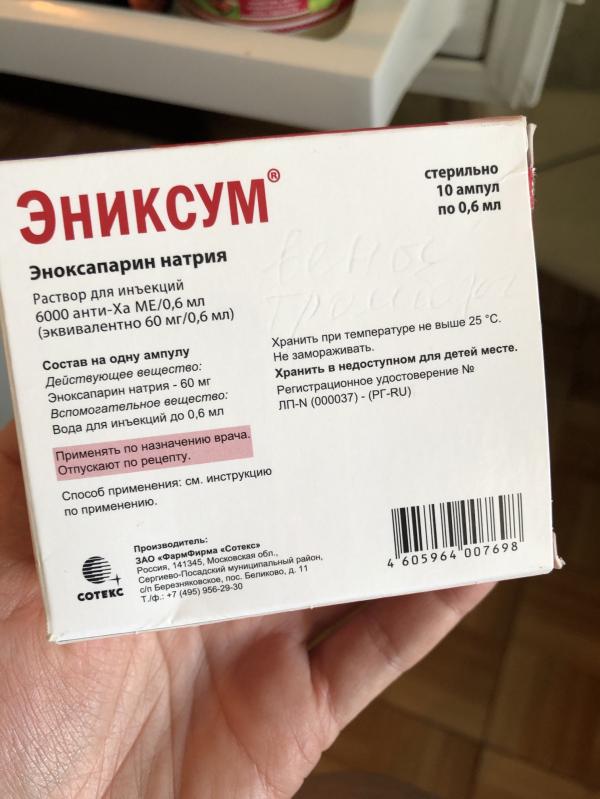 ЭНИКСУМ®
Эноксапарин натрия
Раствор для инъекций
6000 анти-Ха МЕ/0,6 мл
(эквивалентно 60 мг/0,6 мл)
Состав на одну ампулу
Действующее вещество:
Эноксапарин натрия - 60 мг
Вспомогательное вещество:
Вода для инъекций до 0,6 мл
Применять по назначению врача.
Отпускают по рецепту.
Способ применения: см. инструкцию
по применению.
стерильно
10 ампул
по 0,6 мл
Хранить при температуре не выше 25 °С.
Не замораживать.
Хранить в недоступном для детей месте.
Регистрационное удостоверение №
ЛП-N (000037) - (РГ-RU)
СОТЕКС
Производитель:
ЗАО «ФармФирма «Сотекс»
Россия, 141345, Московская обл.,
Сергиево-Посадский муниципальный район,
с/п Березняковское, пос. Беликово, д. 11
Т./ф.: +7 (495) 956-29-30
4 605964 007698